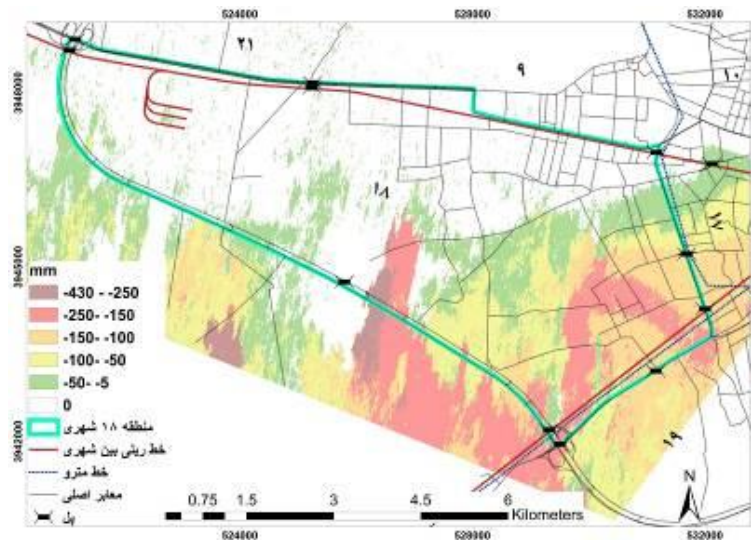 524000 528000 532000
۲۱
۹
۱۰
3948000
۱۸
۱۷
3945000
mm
-430 - -250
-250 - -150
-150 - -100
-100 - -50
-50 - -5
0
منطقه ۱۸ شهری
خط ریلی بین شهری
خط مترو
معابر اصلی
پل
3942000
۱۹
N
0.75 1.5 3 4.5 6
Kilometers
524000 528000 532000